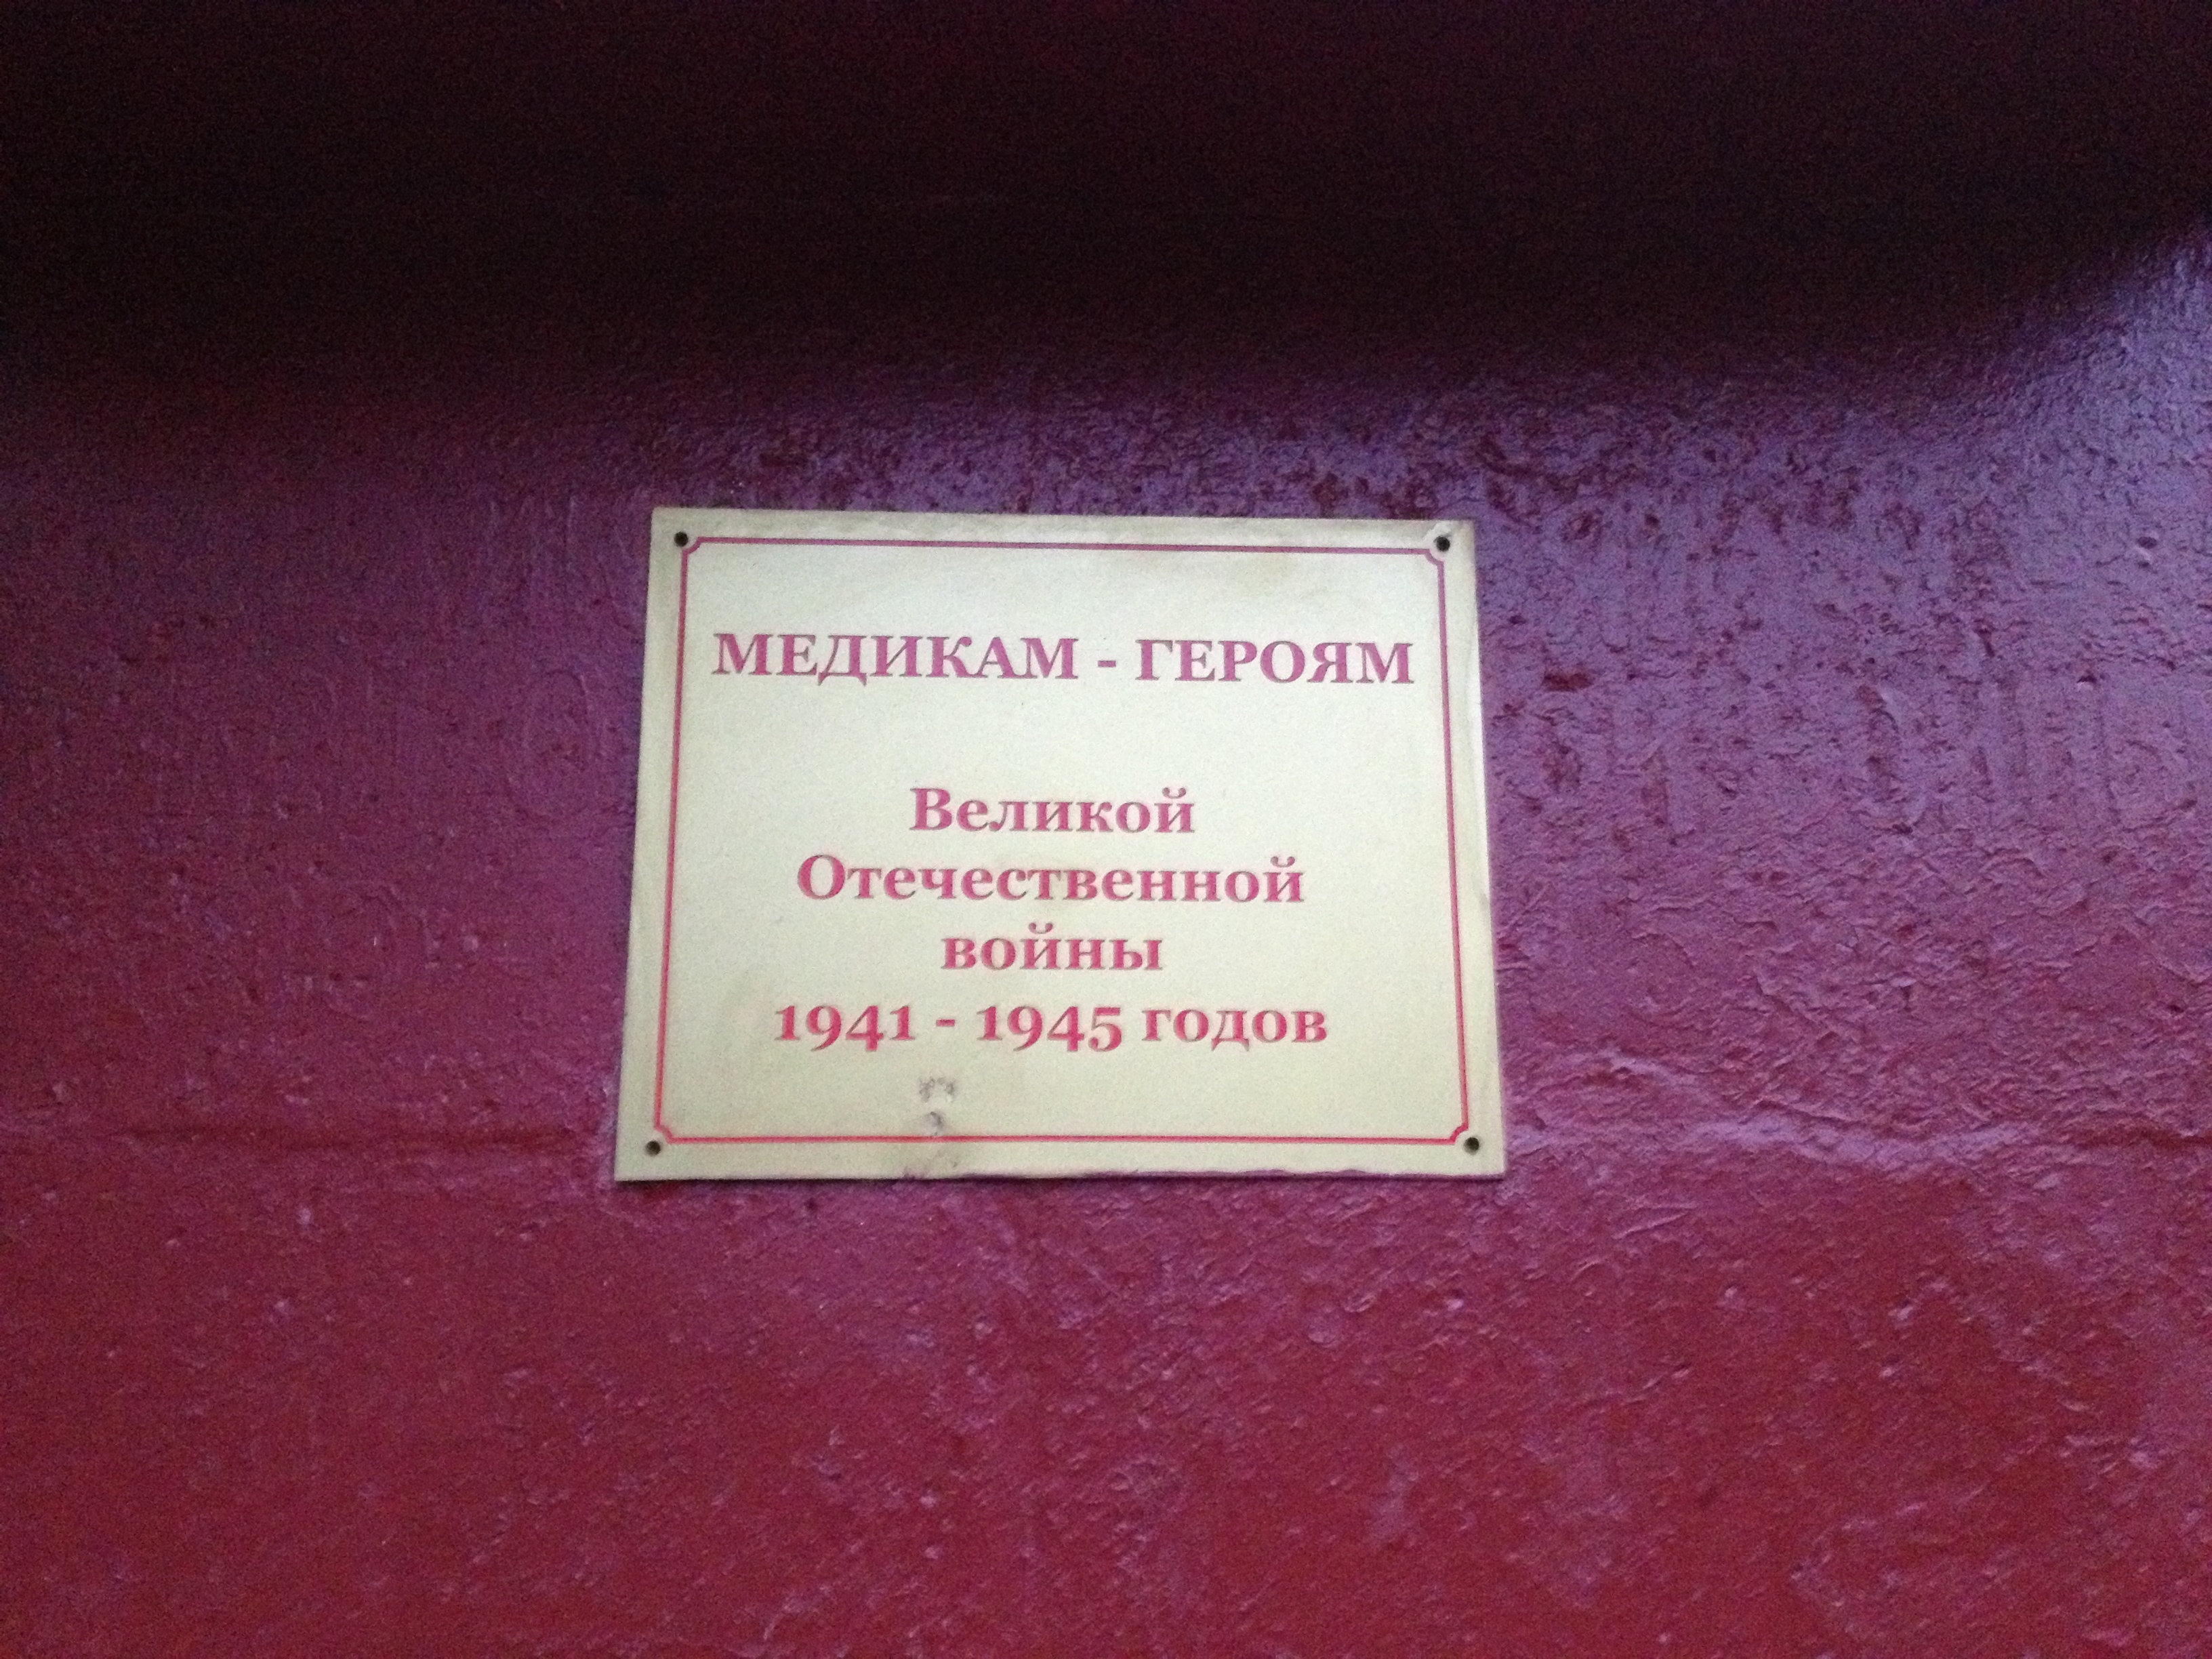 МЕДИКАМ - ГЕРОЯМ
Великой
Отечественной
войны
1941 - 1945 годов